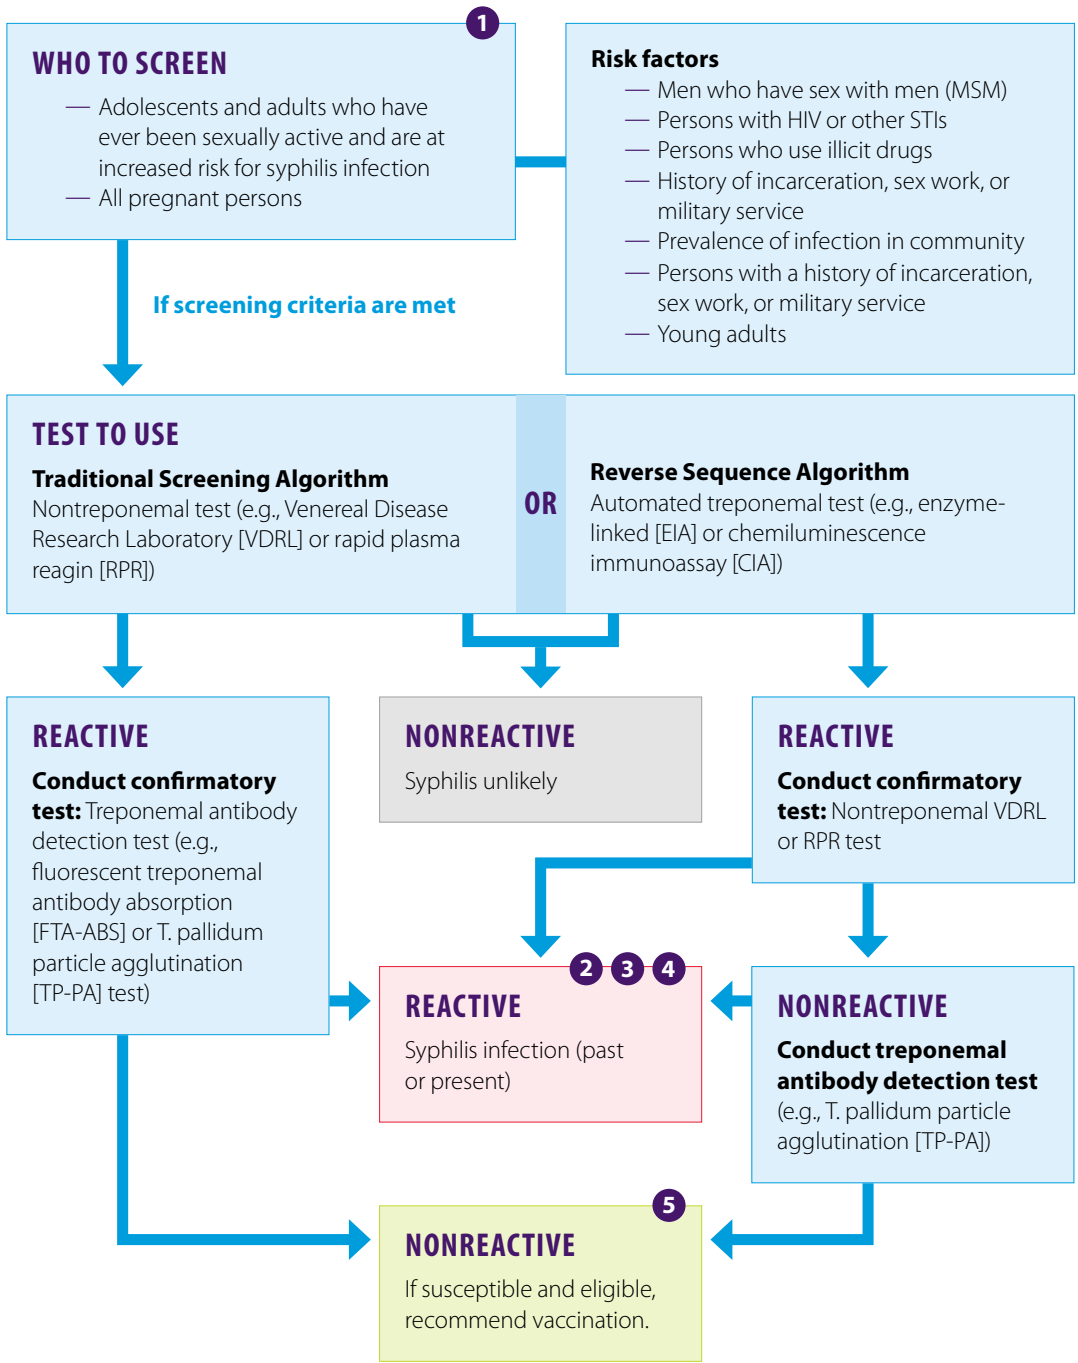 1
WHO TO SCREEN
— Adolescents and adults who have
ever been sexually active and are at
increased risk for syphilis infection
— All pregnant persons
Risk factors
— Men who have sex with men (MSM)
— Persons with HIV or other STIs
— Persons who use illicit drugs
— History of incarceration, sex work, or
military service
— Prevalence of infection in community
— Persons with a history of incarceration,
sex work, or military service
— Young adults
If screening criteria are met
TEST TO USE
Traditional Screening Algorithm
Nontreponemal test (e.g., Venereal Disease
Research Laboratory [VDRL] or rapid plasma
reagin [RPR])
OR
Reverse Sequence Algorithm
Automated treponemal test (e.g., enzyme-
linked [EIA] or chemiluminescence
immunoassay [CIA])
REACTIVE
Conduct confirmatory
test: Treponemal antibody
detection test (e.g.,
fluorescent treponemal
antibody absorption
[FTA-ABS] or T. pallidum
particle agglutination
[TP-PA] test)
NONREACTIVE
Syphilis unlikely
REACTIVE
Conduct confirmatory
test: Nontreponemal VDRL
or RPR test
2 3 4
REACTIVE
Syphilis infection (past
or present)
NONREACTIVE
Conduct treponemal
antibody detection test
(e.g., T. pallidum particle
agglutination [TP-PA])
5
NONREACTIVE
If susceptible and eligible,
recommend vaccination.